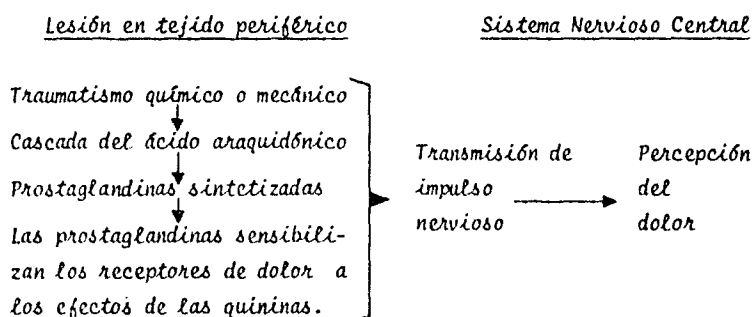 Lesión en tejido periférico
Sistema Nervioso Central
Traumatismo químico o mecánico
Cascada del ácido araquidónico
Prostaglandinas sintetizadas
Las prostaglandinas sensibili-
zan los receptores de dolor a
los efectos de las quininas.
Transmisión de
impulso
nervioso
Percepción
del
dolor